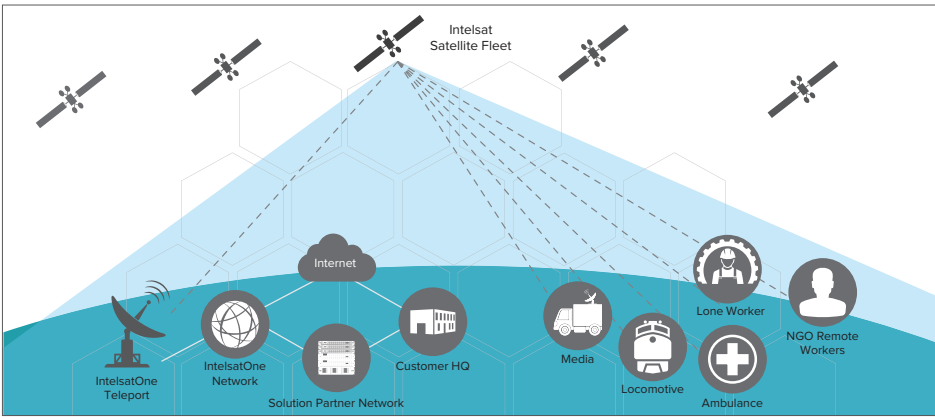 Intelsat
Satellite Fleet
Internet
Lone Worker
NGO Remote
Workers
Media
IntelsatOne
Network
Customer HQ
IntelsatOne
Teleport
Locomotive
Solution Partner Network
Ambulance